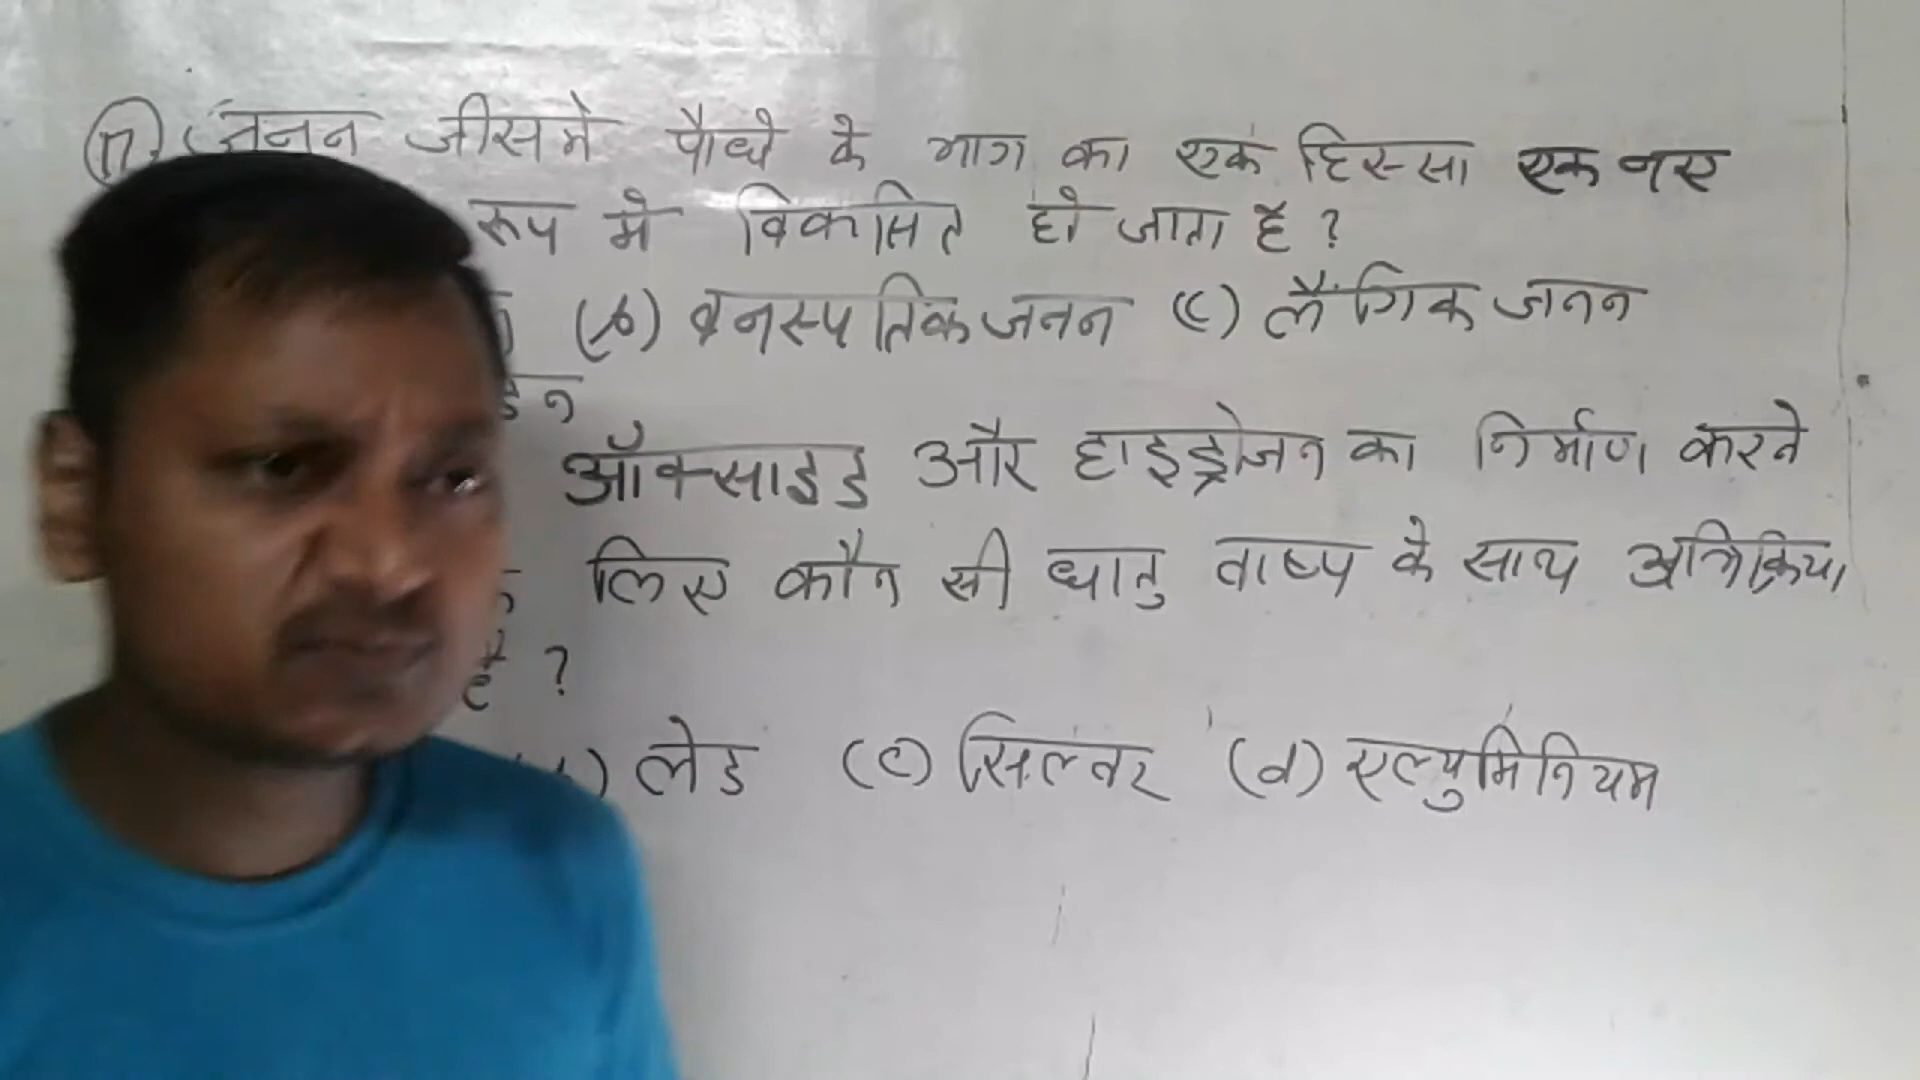 17. जनन जीसमे पौधे के भाग का एक हिस्सा एक नए
रूप मे विकसित हो जाता है ?
(b) वनस्पतिक जनन (c) लैंगिक जनन
ऑक्साइड और हाइड्रोजन का निर्माण करने
लिए कौन सी धातु वाष्प के साथ अभिक्रिया
है ?
लेड (c) सिल्वर (d) एल्युमिनियम